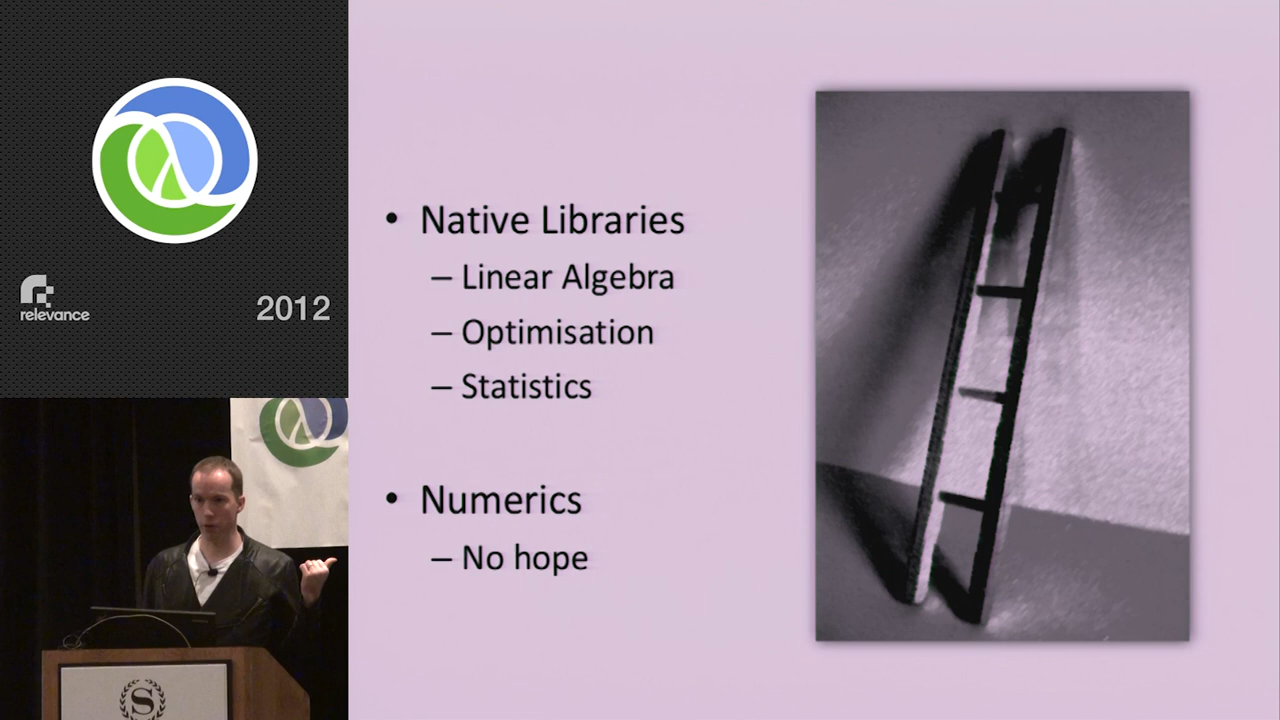 relevance
2012
• Native Libraries
– Linear Algebra
– Optimisation
– Statistics
• Numerics
– No hope
S